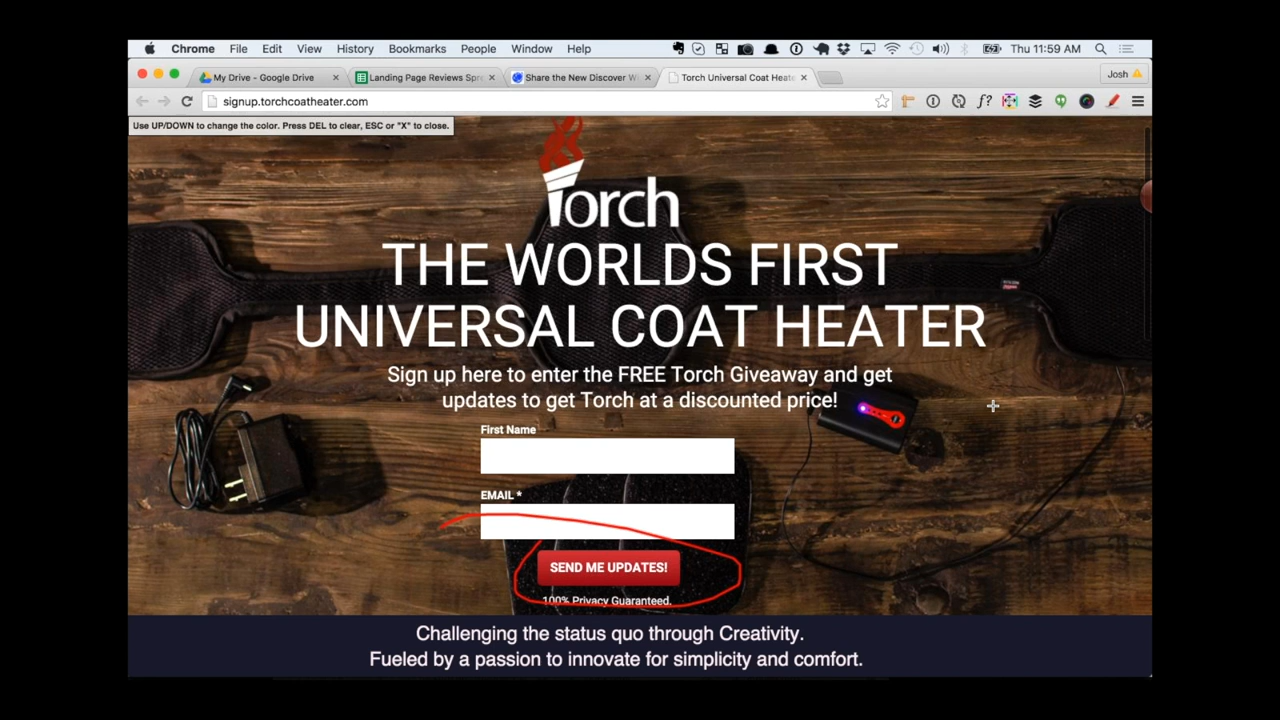 Chrome File Edit View History Bookmarks People Window Help Thu 11:59 AM
My Drive - Google Drive Landing Page Reviews Spre Share the New Discover W Torch Universal Coat Heate Josh
signup.torchcoatheater.com f?
Use UP/DOWN to change the color. Press DEL to clear, ESC or "X" to close.
Torch
THE WORLDS FIRST
UNIVERSAL COAT HEATER
Sign up here to enter the FREE Torch Giveaway and get
updates to get Torch at a discounted price!
First Name
EMAIL *
SEND ME UPDATES!
100% Privacy Guaranteed.
Challenging the status quo through Creativity.
Fueled by a passion to innovate for simplicity and comfort.